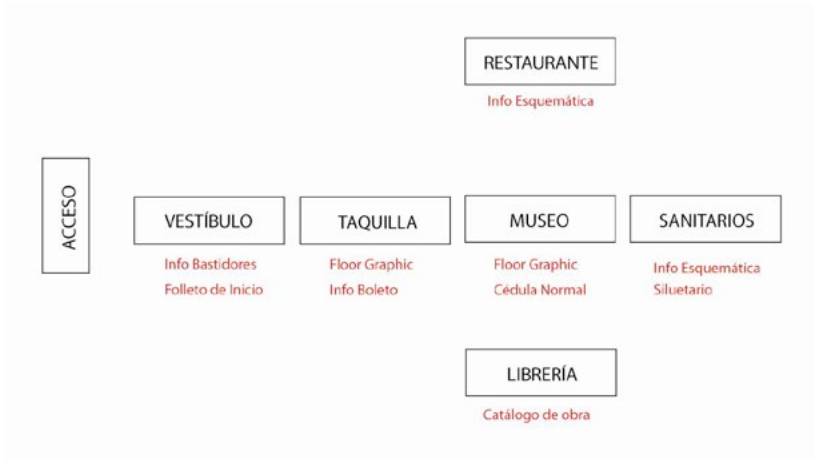 RESTAURANTE
Info Esquemática
ACCESO
VESTÍBULO
Info Bastidores
Folleto de Inicio
TAQUILLA
Floor Graphic
Info Boleto
MUSEO
Floor Graphic
Cédula Normal
SANITARIOS
Info Esquemática
Siluetario
LIBRERÍA
Catálogo de obra